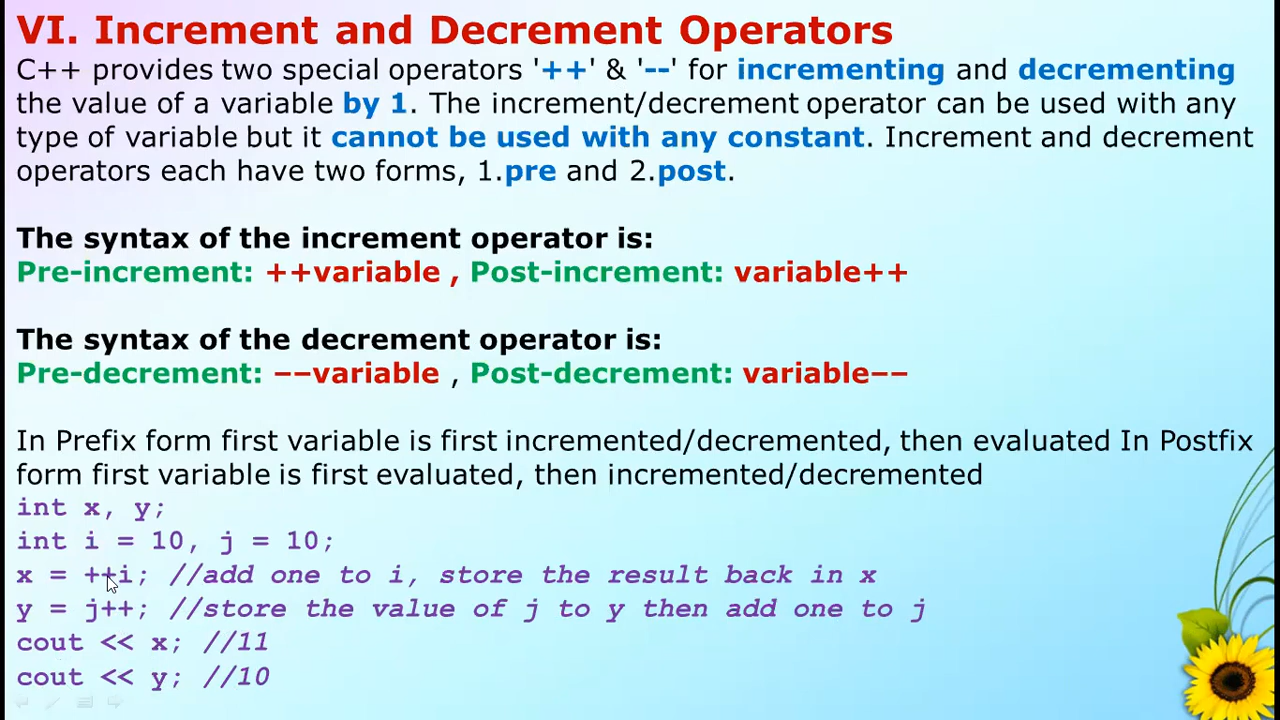 VI. Increment and Decrement Operators
C++ provides two special operators '++' & '--' for incrementing and decrementing
the value of a variable by 1. The increment/decrement operator can be used with any
type of variable but it cannot be used with any constant. Increment and decrement
operators each have two forms, 1.pre and 2.post.
The syntax of the increment operator is:
Pre-increment: ++variable , Post-increment: variable++
The syntax of the decrement operator is:
Pre-decrement: ––variable , Post-decrement: variable––
In Prefix form first variable is first incremented/decremented, then evaluated In Postfix
form first variable is first evaluated, then incremented/decremented
int x, y;
int i = 10, j = 10;
x = ++i; //add one to i, store the result back in x
y = j++; //store the value of j to y then add one to j
cout << x; //11
cout << y; //10